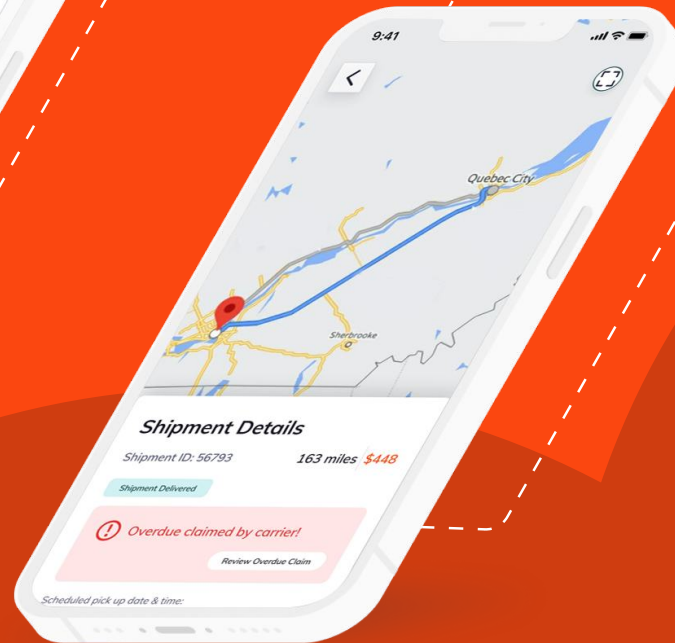 9:41
Quebec City
Sherbrooke
Shipment Details
Shipment ID: 56793
163 miles $448
Shipment Delivered
Overdue claimed by carrier!
Review Overdue Claim
Scheduled pick up date & time: